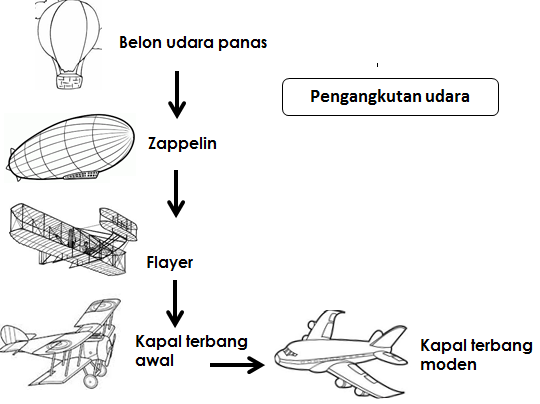 Belon udara panas
Pengangkutan udara
Zappelin
Flayer
Kapal terbang
awal
Kapal terbang
moden